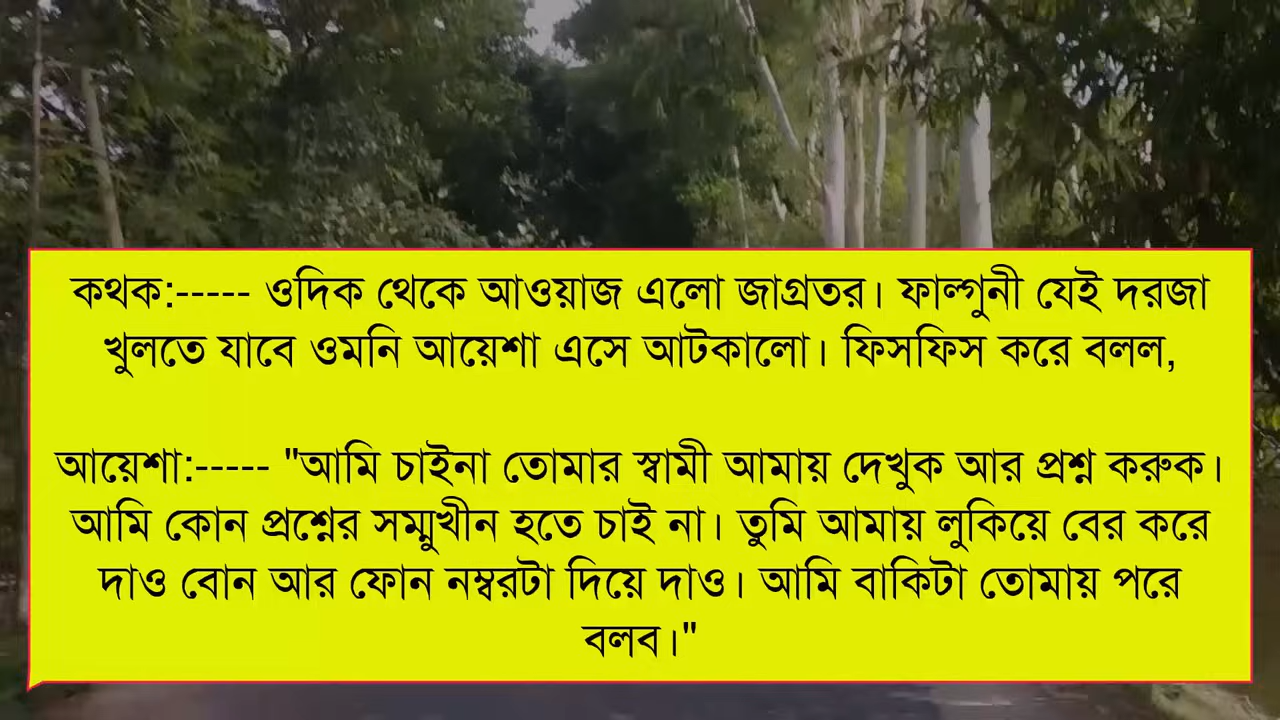 কথক:----- ওদিক থেকে আওয়াজ এলো জাগ্রতর। ফাল্গুনী যেই দরজা
খুলতে যাবে ওমনি আয়েশা এসে আটকালো। ফিসফিস করে বলল,
আয়েশা:----- "আমি চাইনা তোমার স্বামী আমায় দেখুক আর প্রশ্ন করুক।
আমি কোন প্রশ্নের সম্মুখীন হতে চাই না। তুমি আমায় লুকিয়ে বের করে
দাও বোন আর ফোন নম্বরটা দিয়ে দাও। আমি বাকিটা তোমায় পরে
বলব।"